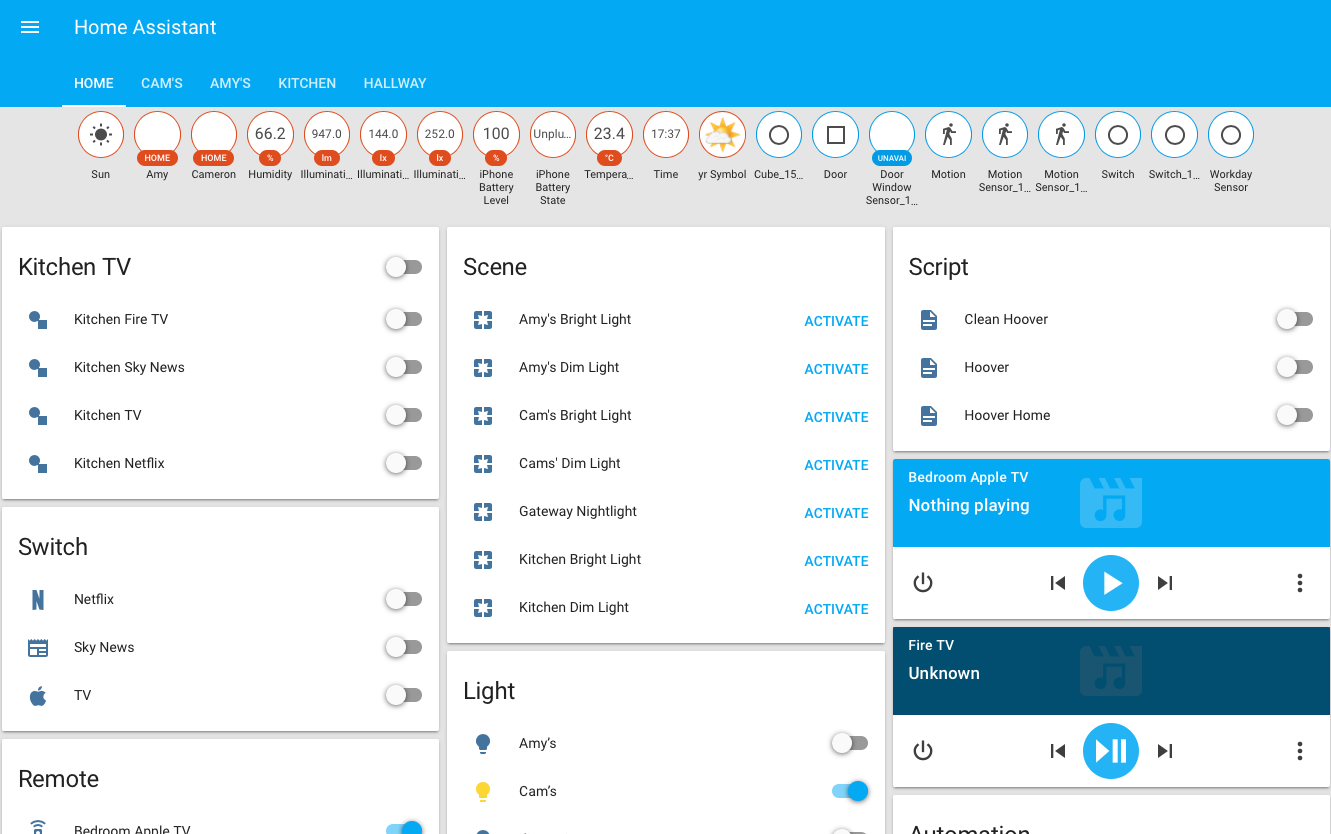 Home Assistant
HOME CAM'S AMY'S KITCHEN HALLWAY
66.2 947.0 144.0 252.0 100 Unplu... 23.4 17:37
HOME HOME % lm lx lx % °C UNAVAI
Sun Amy Cameron Humidity Illuminati... Illuminati... Illuminati... iPhone Battery Level iPhone Battery State Tempera... Time yr Symbol Cube_15... Door Door Window Sensor_1... Motion Motion Sensor_1... Motion Sensor_1... Switch Switch_1... Workday Sensor
Kitchen TV
Kitchen Fire TV
Kitchen Sky News
Kitchen TV
Kitchen Netflix
Switch
Netflix
Sky News
TV
Remote
Bedroom Apple TV
Scene
Amy's Bright Light ACTIVATE
Amy's Dim Light ACTIVATE
Cam's Bright Light ACTIVATE
Cams' Dim Light ACTIVATE
Gateway Nightlight ACTIVATE
Kitchen Bright Light ACTIVATE
Kitchen Dim Light ACTIVATE
Light
Amy’s
Cam’s
Script
Clean Hoover
Hoover
Hoover Home
Bedroom Apple TV
Nothing playing
Fire TV
Unknown
Automation